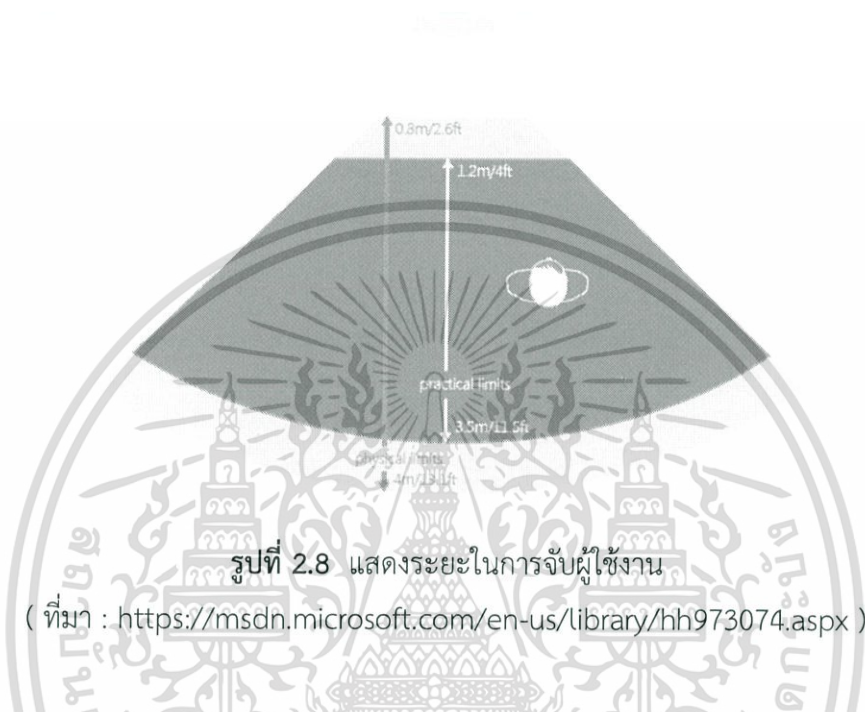 0.8m/2.6ft
1.2m/4ft
practical limits
3.5m/11.5ft
physical limits
4m/13.1ft
รูปที่ 2.8 แสดงระยะในการจับผู้ใช้งาน
( ที่มา : https://msdn.microsoft.com/en-us/library/hh973074.aspx )